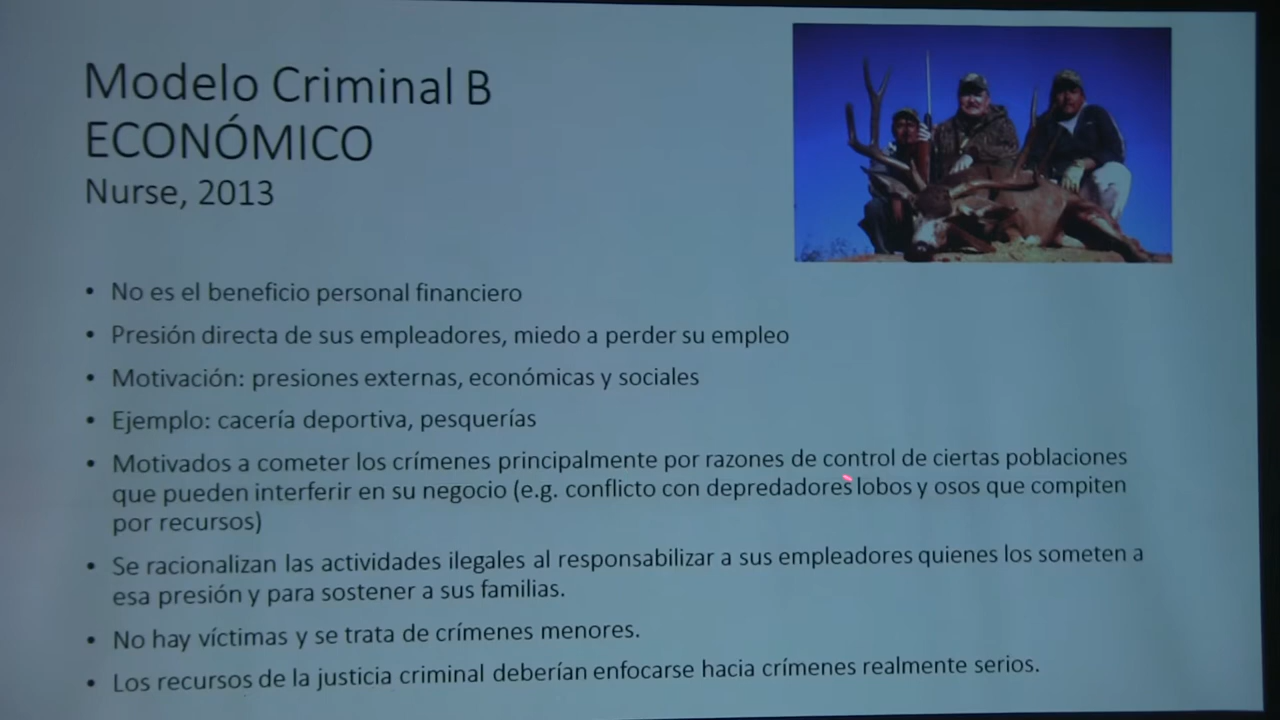 Modelo Criminal B
ECONÓMICO
Nurse, 2013
• No es el beneficio personal financiero
• Presión directa de sus empleadores, miedo a perder su empleo
• Motivación: presiones externas, económicas y sociales
• Ejemplo: cacería deportiva, pesquerías
• Motivados a cometer los crímenes principalmente por razones de control de ciertas poblaciones
que pueden interferir en su negocio (e.g. conflicto con depredadores lobos y osos que compiten
por recursos)
• Se racionalizan las actividades ilegales al responsabilizar a sus empleadores quienes los someten a
esa presión y para sostener a sus familias.
• No hay víctimas y se trata de crímenes menores.
• Los recursos de la justicia criminal deberían enfocarse hacia crímenes realmente serios.